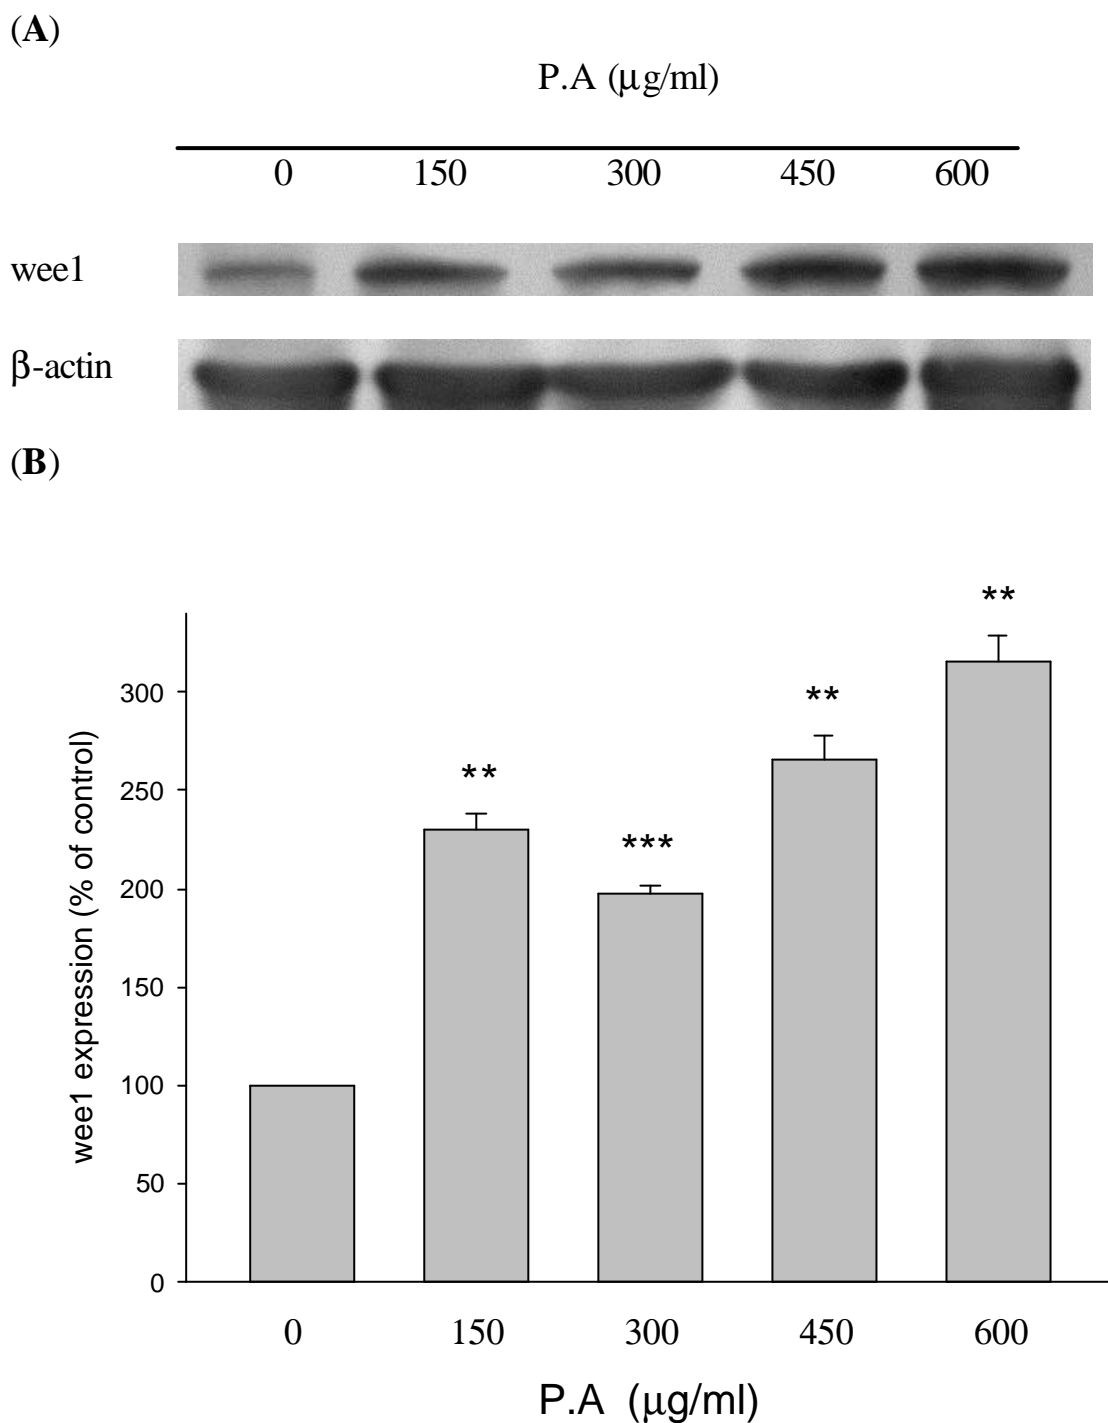 (A)
P.A (μg/ml)
0 150 300 450 600
wee1
β-actin
(B)
**
**
**
***
300
250
200
150
100
50
0
wee1 expression (% of control)
0 150 300 450 600
P.A (μg/ml)